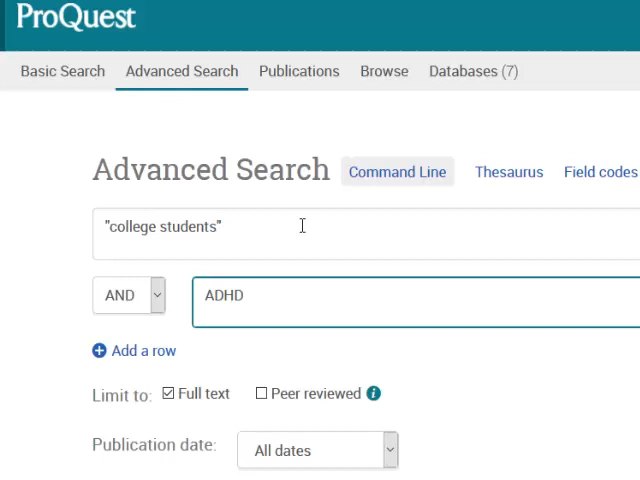 ProQuest
Basic Search Advanced Search Publications Browse Databases (7)
Advanced Search Command Line Thesaurus Field codes
"college students"
AND ADHD
Add a row
Limit to: Full text Peer reviewed
Publication date: All dates